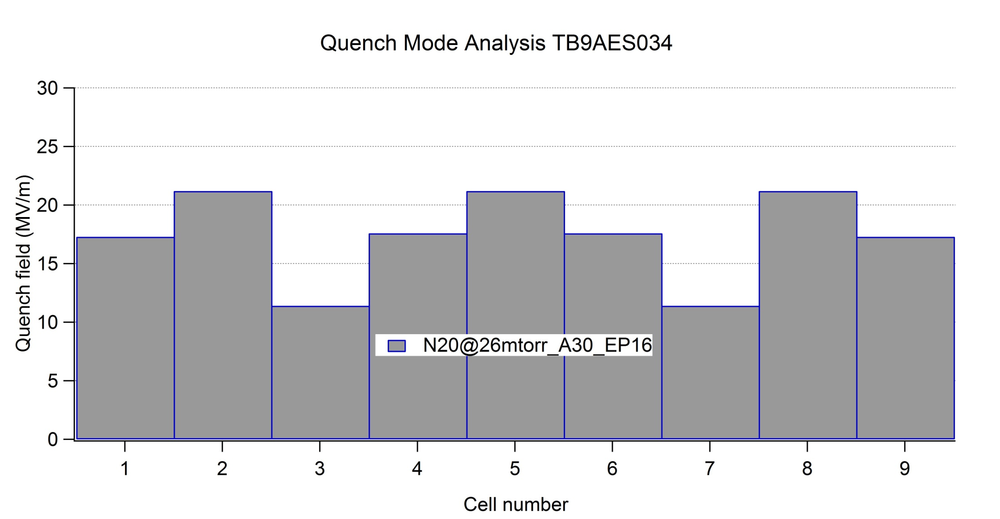 Quench Mode Analysis TB9AES034
Quench field (MV/m)
30
25
20
15
10
5
0
N20@26mtorr_A30_EP16
1 2 3 4 5 6 7 8 9
Cell number